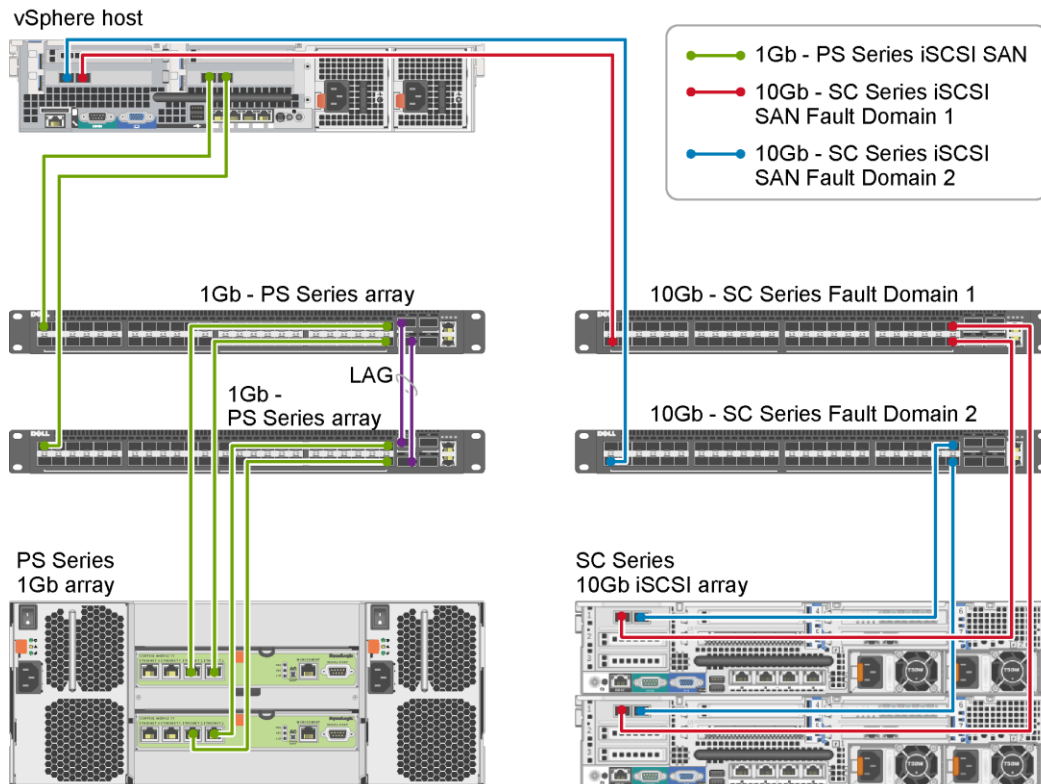 vSphere host
1Gb - PS Series iSCSI SAN
10Gb - SC Series iSCSI
SAN Fault Domain 1
10Gb - SC Series iSCSI
SAN Fault Domain 2
1Gb - PS Series array
10Gb - SC Series Fault Domain 1
LAG
1Gb -
PS Series array
10Gb - SC Series Fault Domain 2
DELL
DELL
PS Series
1Gb array
SC Series
10Gb iSCSI array